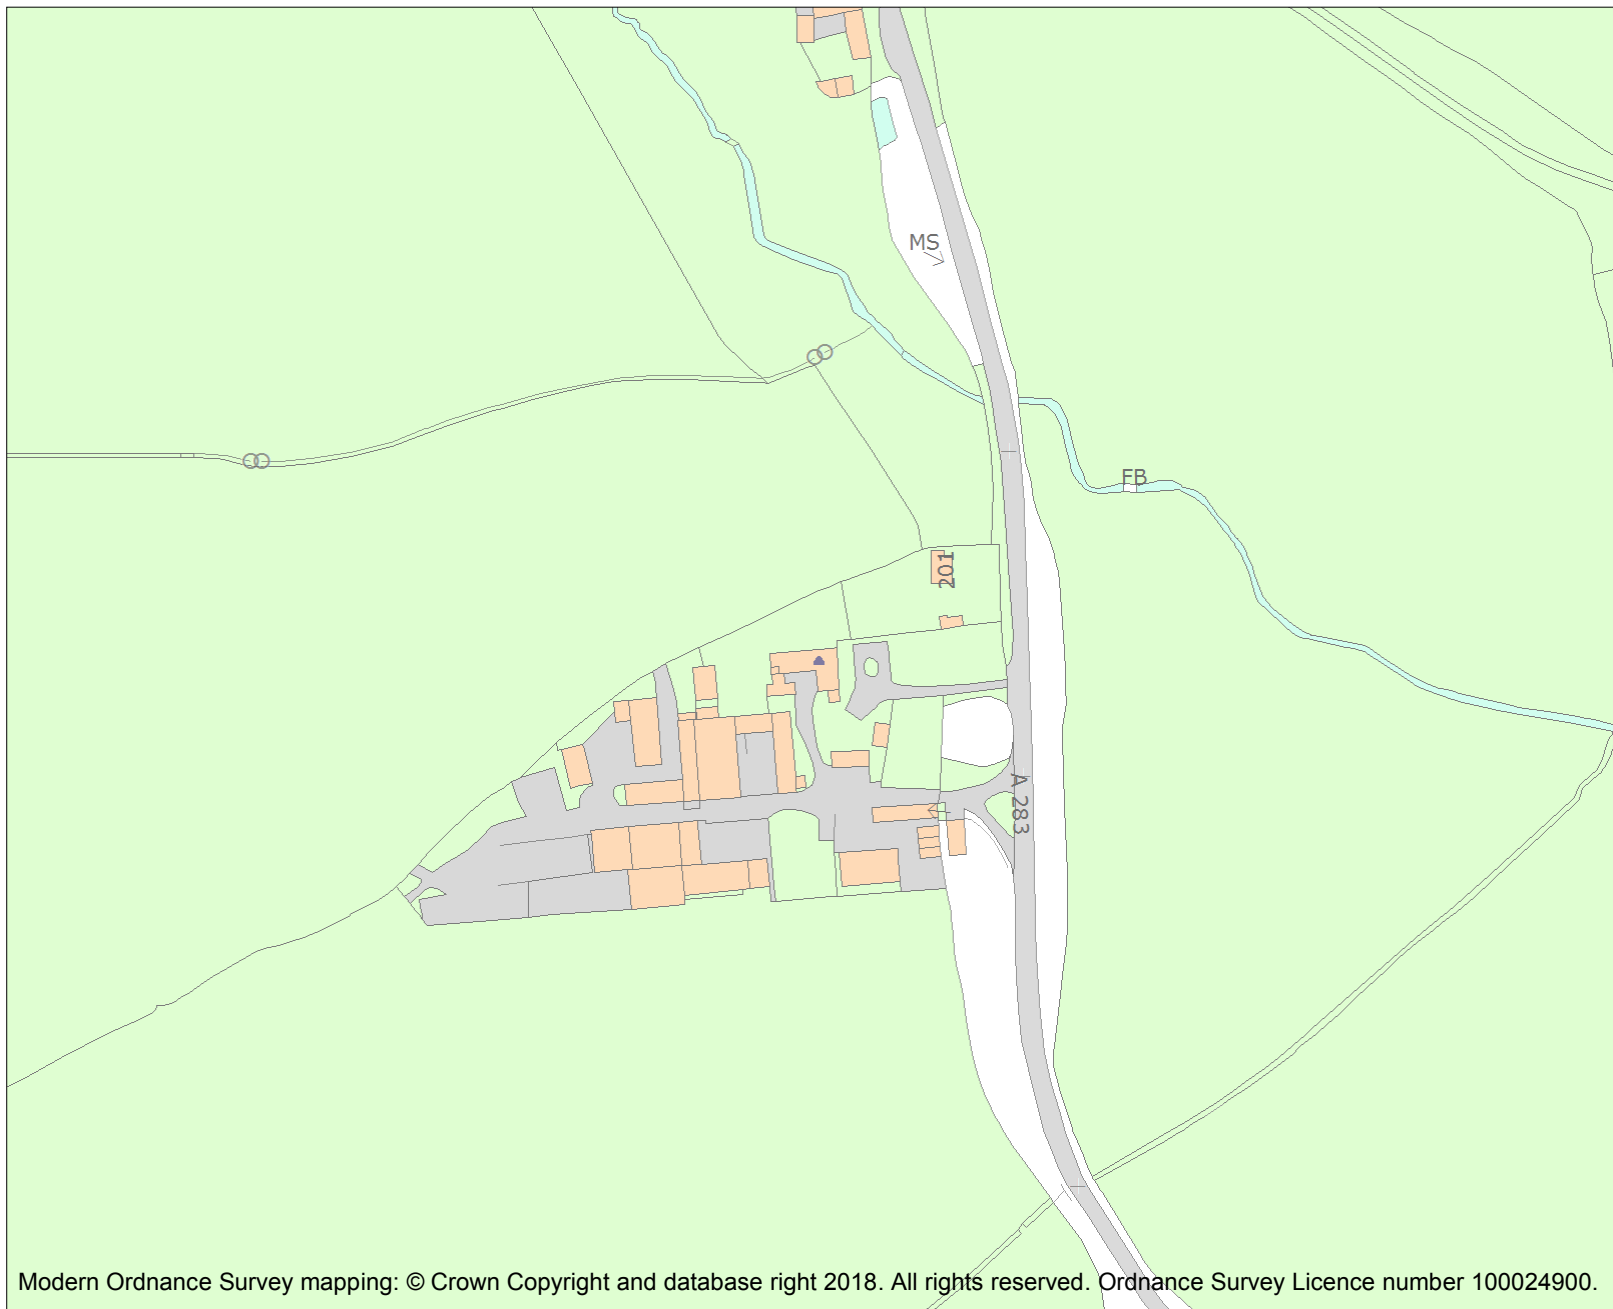 MS
FB
201
A 283
Modern Ordnance Survey mapping: © Crown Copyright and database right 2018. All rights reserved. Ordnance Survey Licence number 100024900.